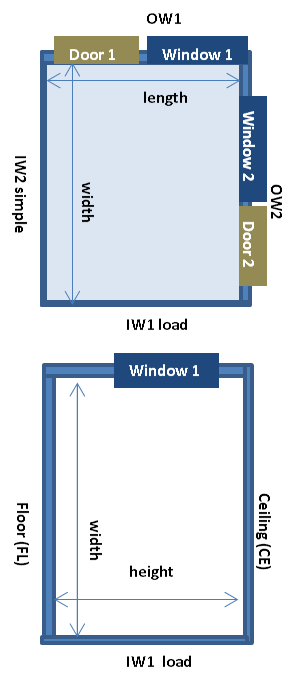 OW1
Door 1
Window 1
length
width
IW2 simple
Window 2
OW2
Door 2
IW1 load
Window 1
Floor (FL)
width
height
Ceiling (CE)
IW1  load